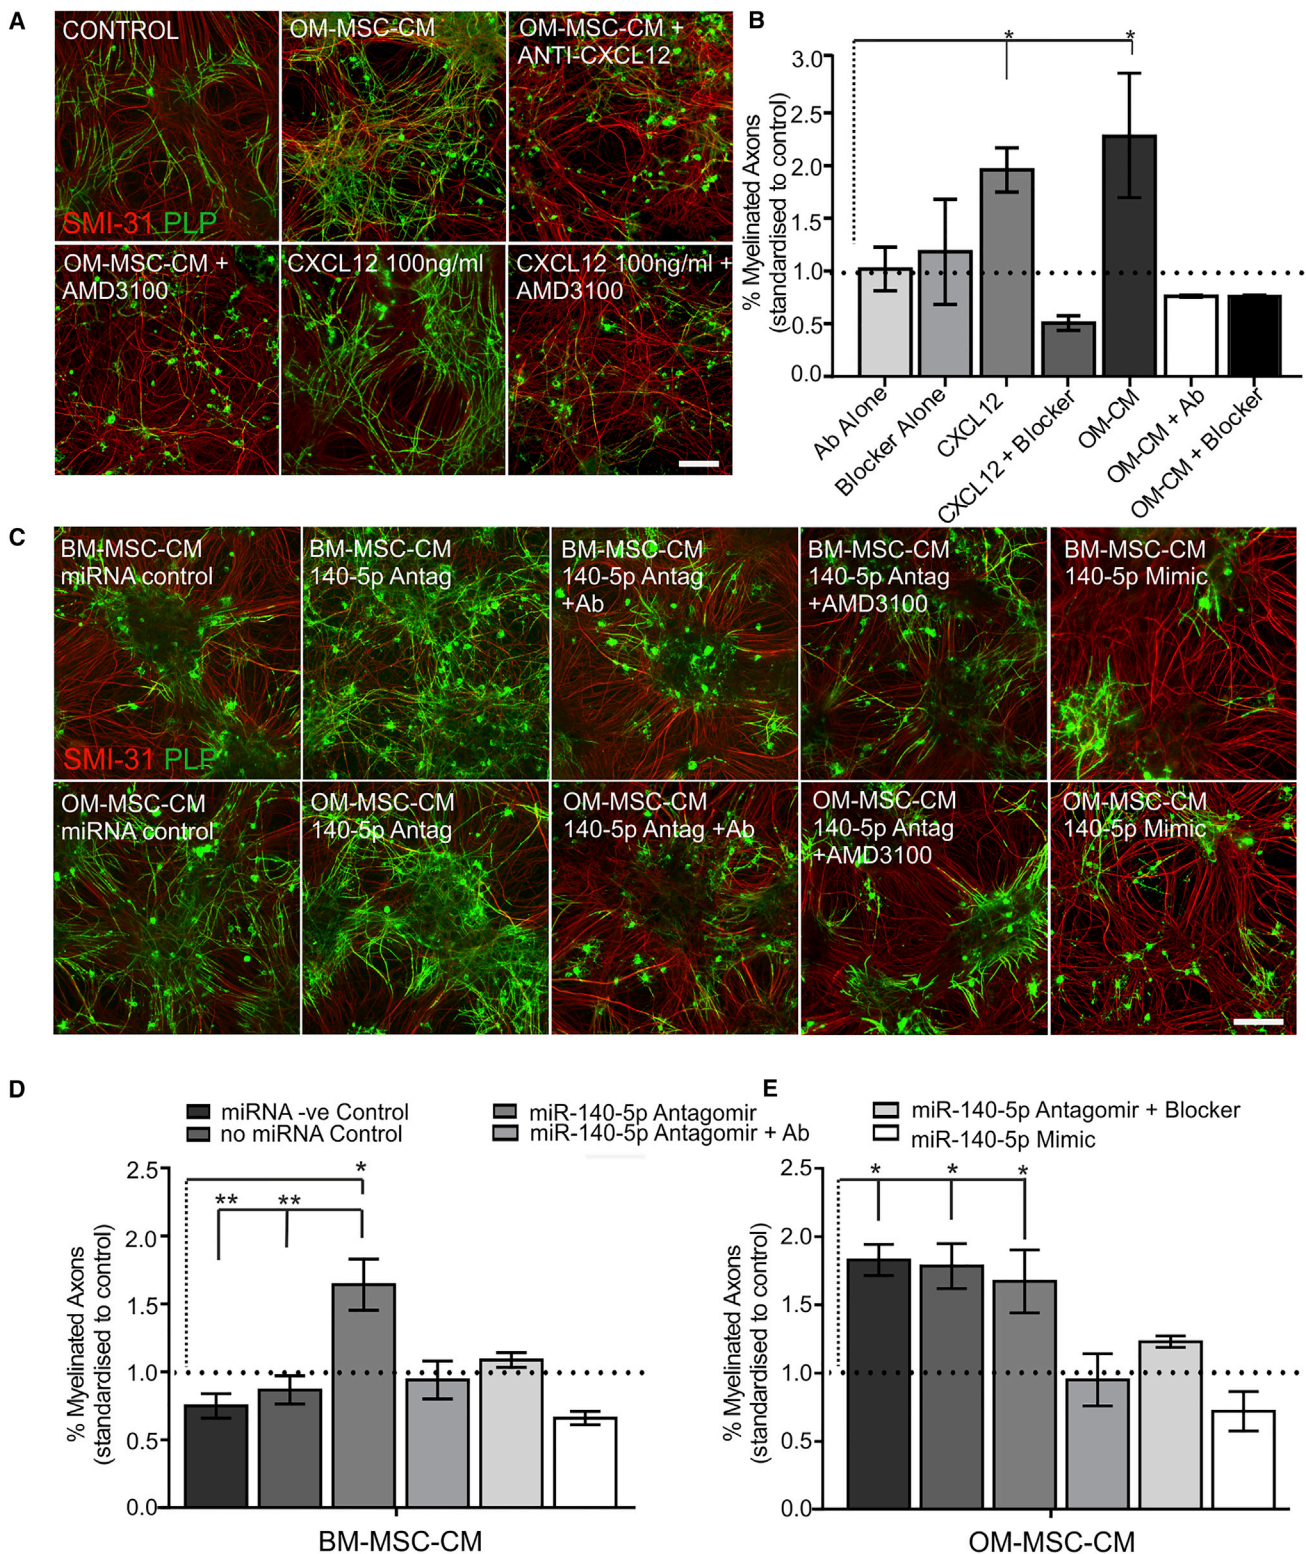 A
CONTROL
OM-MSC-CM
OM-MSC-CM +
ANTI-CXCL12
SMI-31 PLP
OM-MSC-CM +
AMD3100
CXCL12 100ng/ml
CXCL12 100ng/ml +
AMD3100
B
% Myelinated Axons
(standardised to control)
3.0
2.5
2.0
1.5
1.0
0.5
0.0
*
*
Ab Alone
Blocker Alone
CXCL12
CXCL12 + Blocker
OM-CM
OM-CM + Ab
OM-CM + Blocker
C
BM-MSC-CM
miRNA control
SMI-31 PLP
BM-MSC-CM
140-5p Antag
BM-MSC-CM
140-5p Antag
+Ab
BM-MSC-CM
140-5p Antag
+AMD3100
BM-MSC-CM
140-5p Mimic
OM-MSC-CM
miRNA control
OM-MSC-CM
140-5p Antag
OM-MSC-CM
140-5p Antag +Ab
OM-MSC-CM
140-5p Antag
+AMD3100
OM-MSC-CM
140-5p Mimic
D
miRNA -ve Control
no miRNA Control
miR-140-5p Antagomir
miR-140-5p Antagomir + Ab
E
miR-140-5p Antagomir + Blocker
miR-140-5p Mimic
% Myelinated Axons
(standardised to control)
2.5
2.0
1.5
1.0
0.5
0.0
*
**
**
BM-MSC-CM
% Myelinated Axons
(standardised to control)
2.5
2.0
1.5
1.0
0.5
0.0
*
*
*
OM-MSC-CM